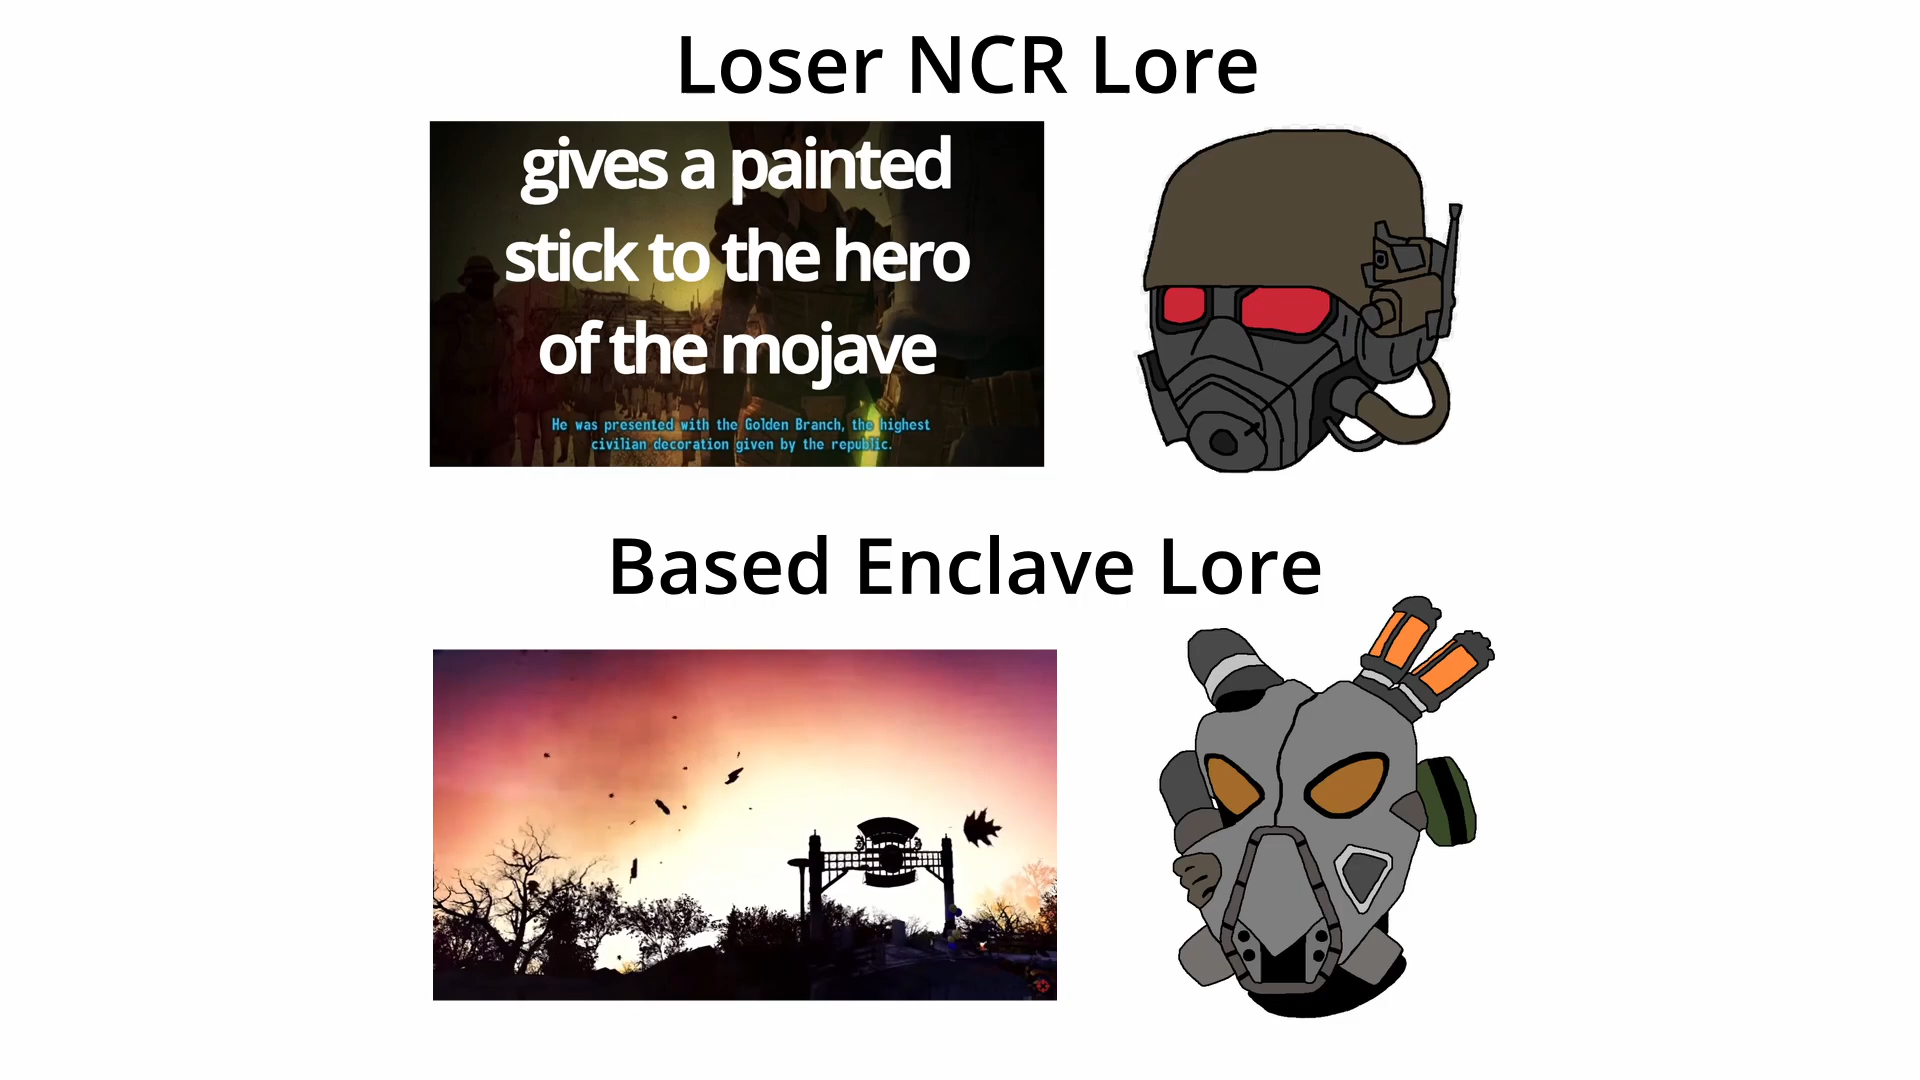 Loser NCR Lore
gives a painted
stick to the hero
of the mojave
He was presented with the Golden Branch, the highest
civilian decoration given by the republic.
Based Enclave Lore